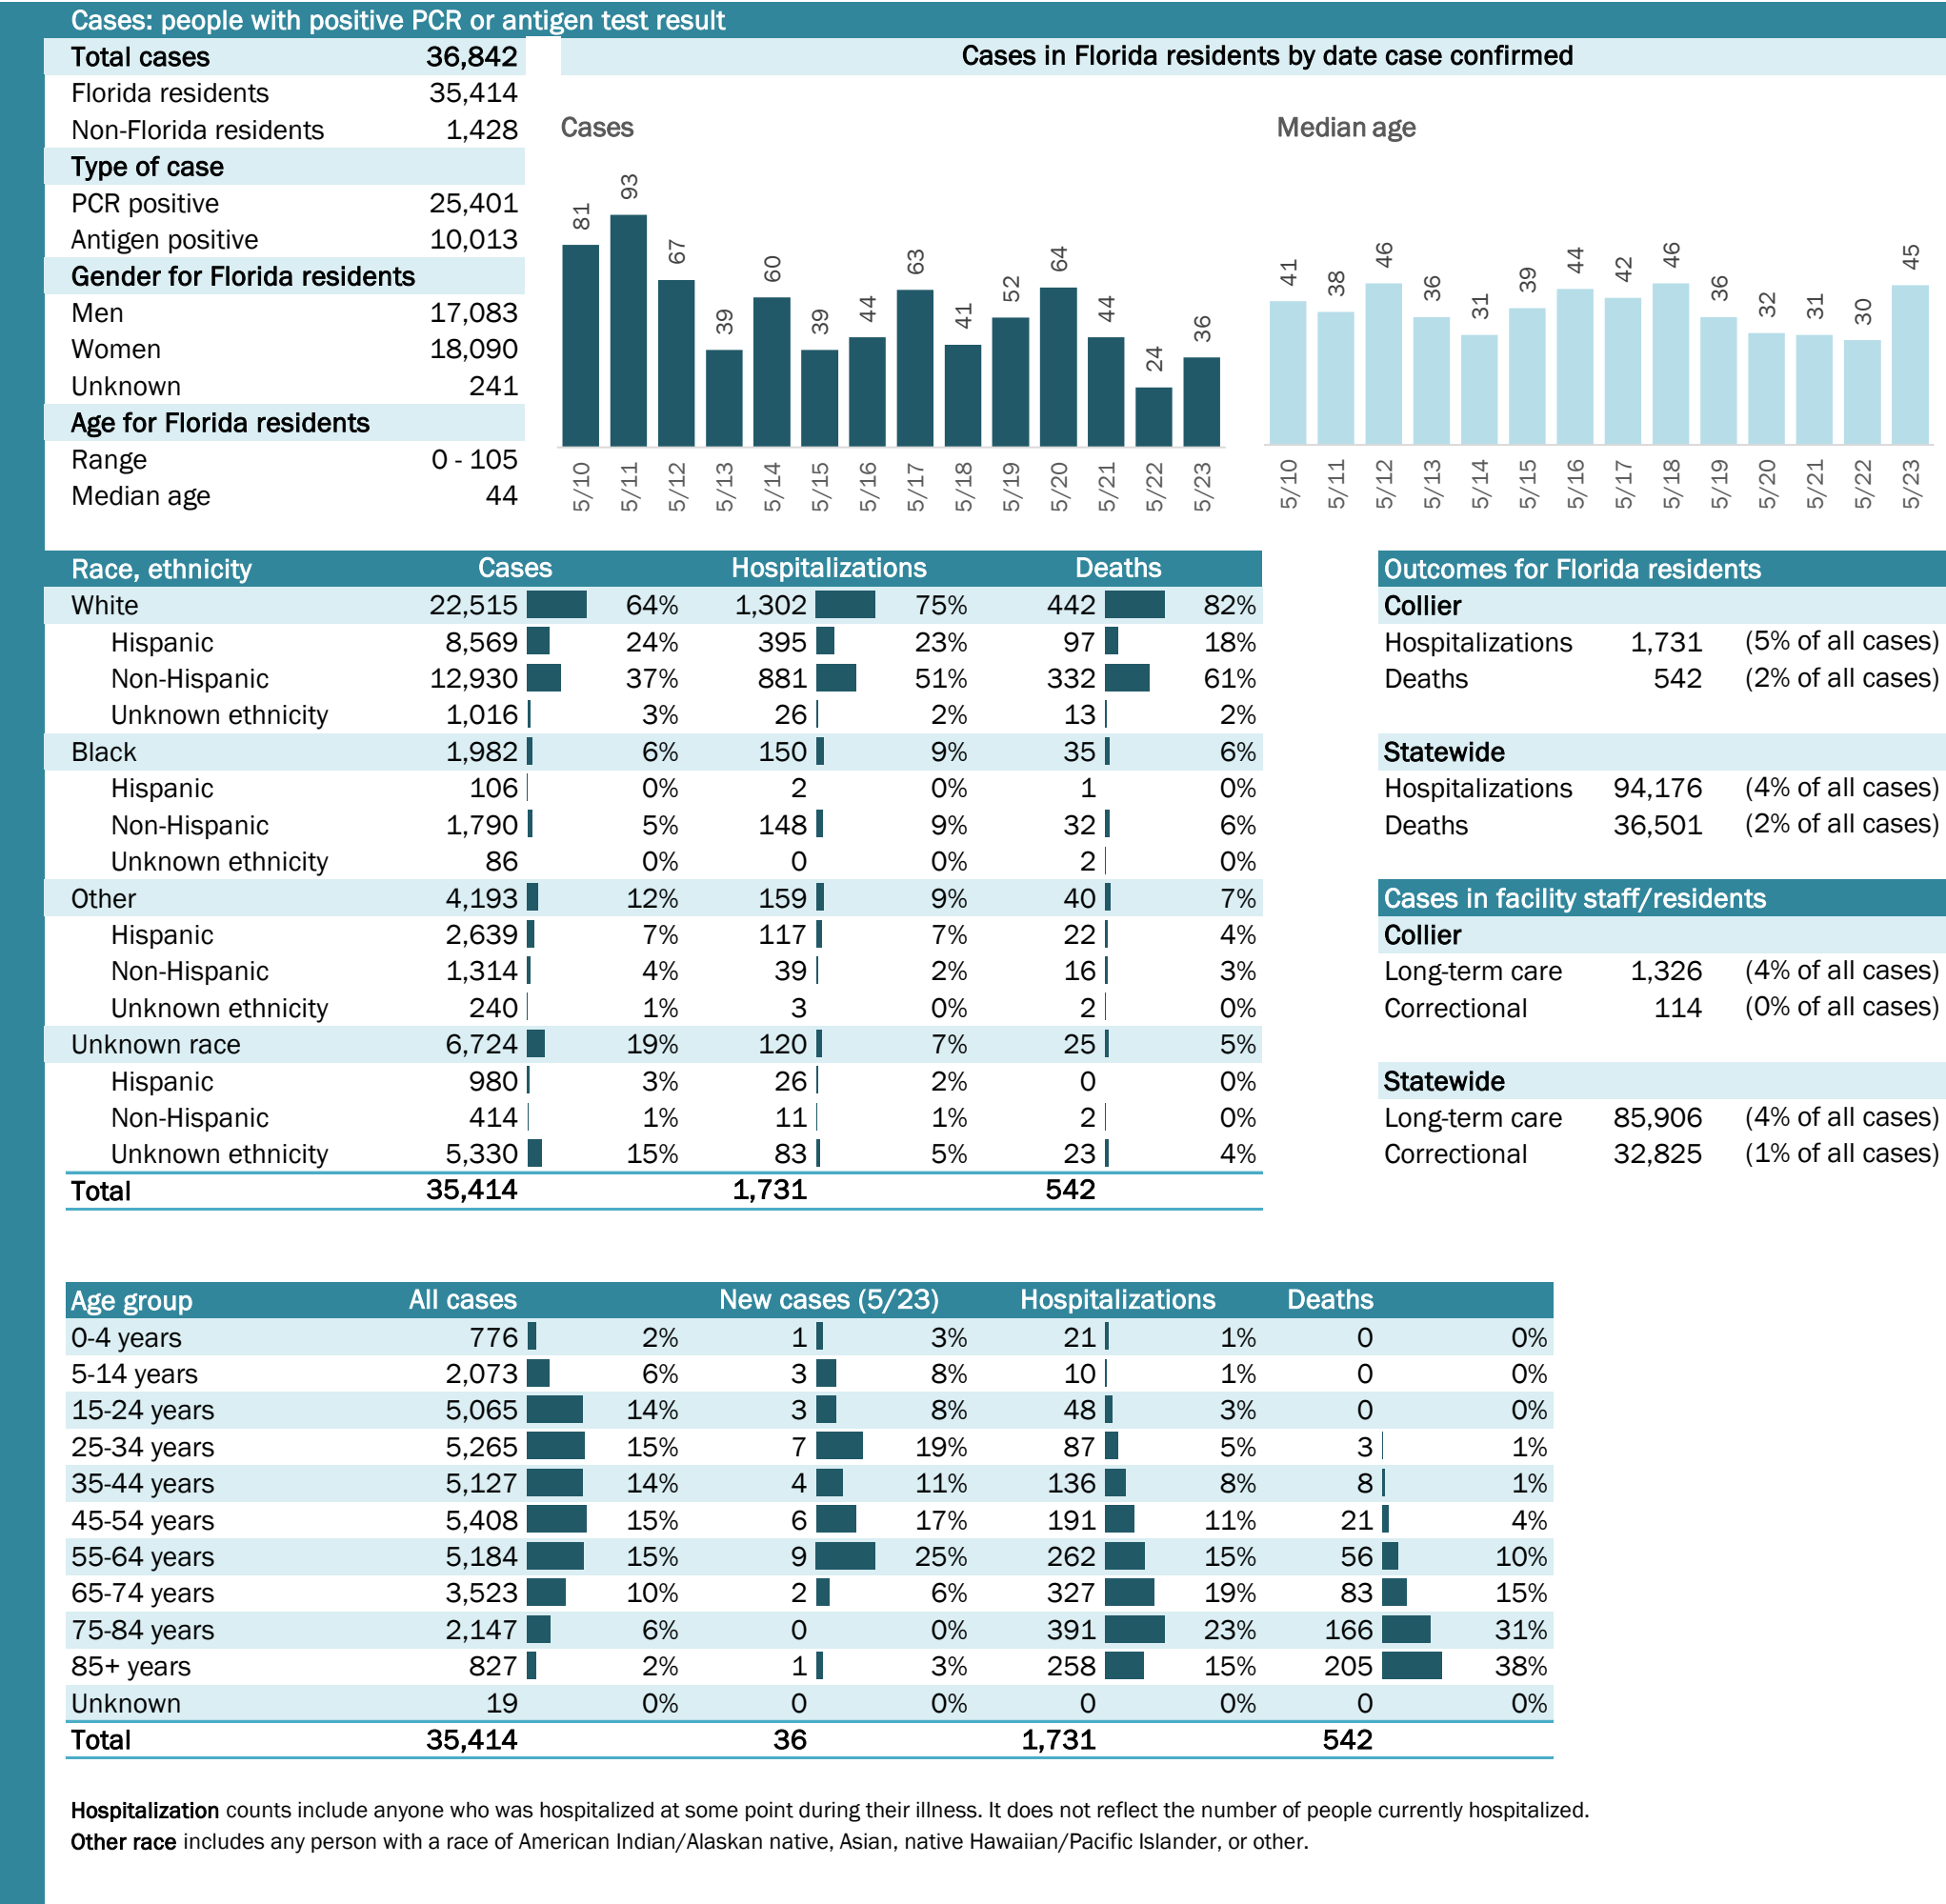 Cases: people with positive PCR or antigen test result
Total cases 36,842
Florida residents 35,414
Non-Florida residents 1,428
Type of case
PCR positive 25,401
Antigen positive 10,013
Gender for Florida residents
Men 17,083
Women 18,090
Unknown 241
Age for Florida residents
Range 0 - 105
Median age 44
Cases in Florida residents by date case confirmed
Cases
81 93 67 39 60 39 44 63 41 52 64 44 24 36
5/10 5/11 5/12 5/13 5/14 5/15 5/16 5/17 5/18 5/19 5/20 5/21 5/22 5/23
Median age
41 38 46 36 31 39 44 42 46 36 32 31 30 45
5/10 5/11 5/12 5/13 5/14 5/15 5/16 5/17 5/18 5/19 5/20 5/21 5/22 5/23
Race, ethnicity Cases Hospitalizations Deaths
White 22,515 64% 1,302 75% 442 82%
Hispanic 8,569 24% 395 23% 97 18%
Non-Hispanic 12,930 37% 881 51% 332 61%
Unknown ethnicity 1,016 3% 26 2% 13 2%
Black 1,982 6% 150 9% 35 6%
Hispanic 106 0% 2 0% 1 0%
Non-Hispanic 1,790 5% 148 9% 32 6%
Unknown ethnicity 86 0% 0 0% 2 0%
Other 4,193 12% 159 9% 40 7%
Hispanic 2,639 7% 117 7% 22 4%
Non-Hispanic 1,314 4% 39 2% 16 3%
Unknown ethnicity 240 1% 3 0% 2 0%
Unknown race 6,724 19% 120 7% 25 5%
Hispanic 980 3% 26 2% 0 0%
Non-Hispanic 414 1% 11 1% 2 0%
Unknown ethnicity 5,330 15% 83 5% 23 4%
Total 35,414 1,731 542
Outcomes for Florida residents
Collier
Hospitalizations 1,731 (5% of all cases)
Deaths 542 (2% of all cases)
Statewide
Hospitalizations 94,176 (4% of all cases)
Deaths 36,501 (2% of all cases)
Cases in facility staff/residents
Collier
Long-term care 1,326 (4% of all cases)
Correctional 114 (0% of all cases)
Statewide
Long-term care 85,906 (4% of all cases)
Correctional 32,825 (1% of all cases)
Age group All cases New cases (5/23) Hospitalizations Deaths
0-4 years 776 2% 1 3% 21 1% 0 0%
5-14 years 2,073 6% 3 8% 10 1% 0 0%
15-24 years 5,065 14% 3 8% 48 3% 0 0%
25-34 years 5,265 15% 7 19% 87 5% 3 1%
35-44 years 5,127 14% 4 11% 136 8% 8 1%
45-54 years 5,408 15% 6 17% 191 11% 21 4%
55-64 years 5,184 15% 9 25% 262 15% 56 10%
65-74 years 3,523 10% 2 6% 327 19% 83 15%
75-84 years 2,147 6% 0 0% 391 23% 166 31%
85+ years 827 2% 1 3% 258 15% 205 38%
Unknown 19 0% 0 0% 0 0% 0 0%
Total 35,414 36 1,731 542
Hospitalization counts include anyone who was hospitalized at some point during their illness. It does not reflect the number of people currently hospitalized.
Other race includes any person with a race of American Indian/Alaskan native, Asian, native Hawaiian/Pacific Islander, or other.